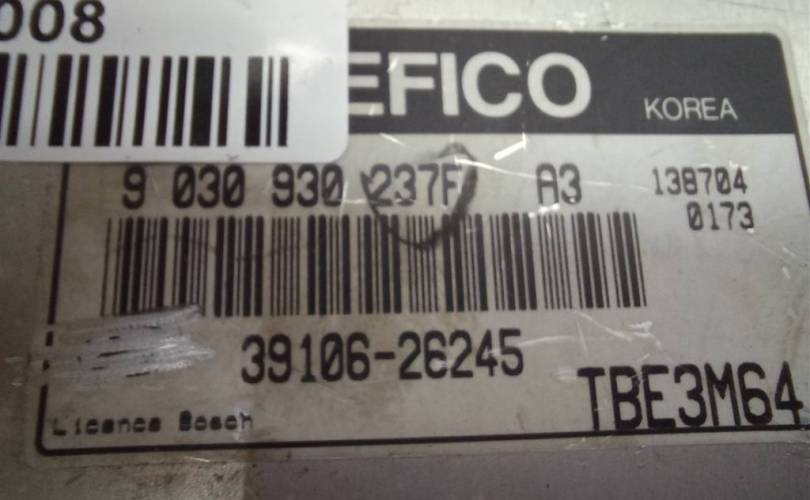 008
EFICO
KOREA
9 030 930 237F A3
138704
0173
39106-26245
TBE3M64
Licence Bosch